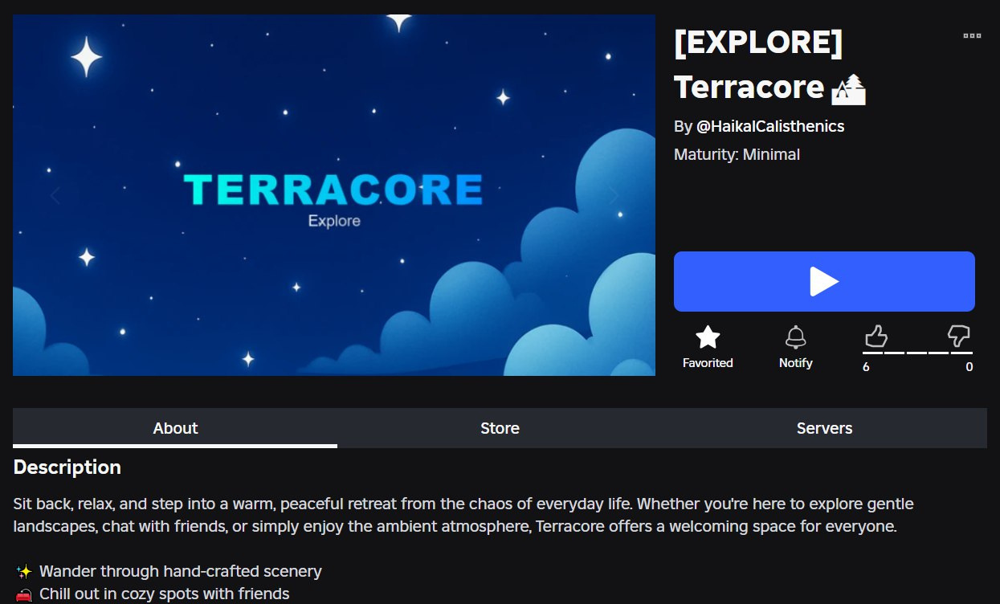 TERRACORE
Explore
[EXPLORE]
Terracore 🏕
By @HaikalCalisthenics
Maturity: Minimal
Favorited
Notify
6
0
About
Store
Servers
Description
Sit back, relax, and step into a warm, peaceful retreat from the chaos of everyday life. Whether you're here to explore gentle
landscapes, chat with friends, or simply enjoy the ambient atmosphere, Terracore offers a welcoming space for everyone.
✨ Wander through hand-crafted scenery
🛋 Chill out in cozy spots with friends